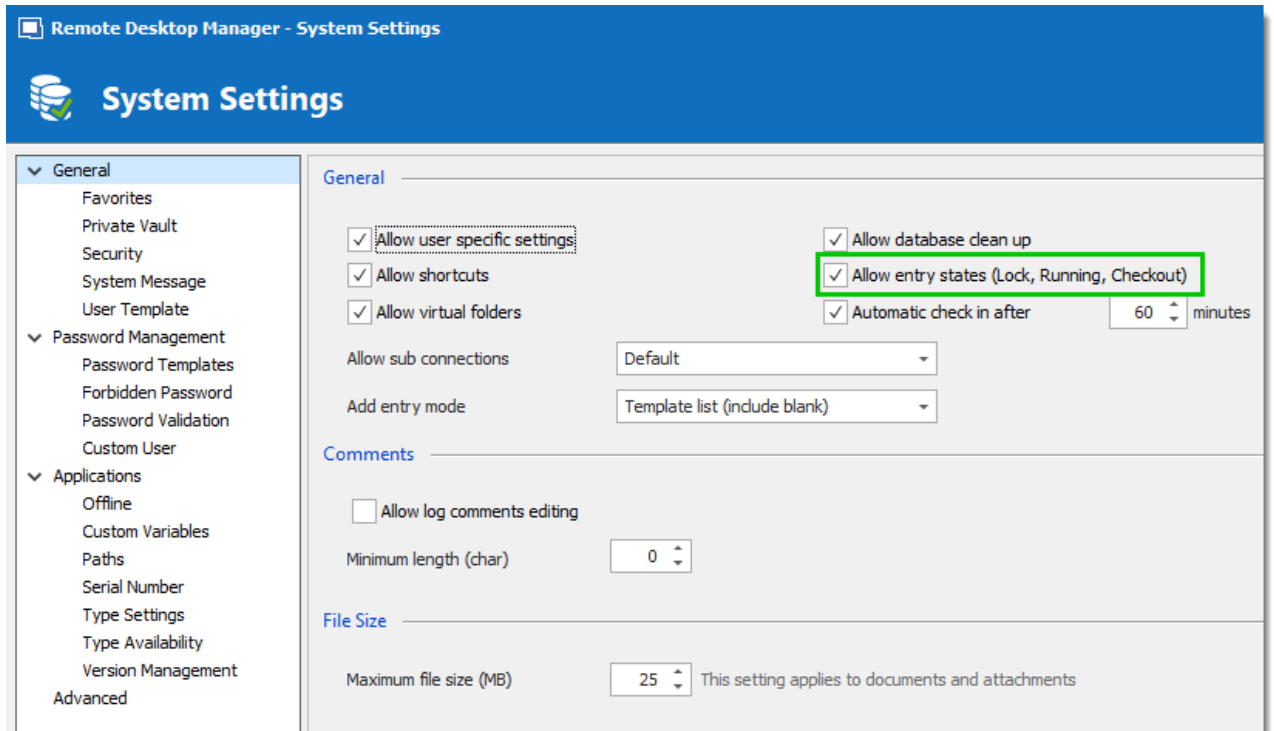 Remote Desktop Manager - System Settings
System Settings
General
Favorites
Private Vault
Security
System Message
User Template
Password Management
Password Templates
Forbidden Password
Password Validation
Custom User
Applications
Offline
Custom Variables
Paths
Serial Number
Type Settings
Type Availability
Version Management
Advanced
General
Allow user specific settings
Allow database clean up
Allow shortcuts
Allow entry states (Lock, Running, Checkout)
Allow virtual folders
Automatic check in after 60 minutes
Allow sub connections Default
Add entry mode Template list (include blank)
Comments
Allow log comments editing
Minimum length (char) 0
File Size
Maximum file size (MB) 25 This setting applies to documents and attachments